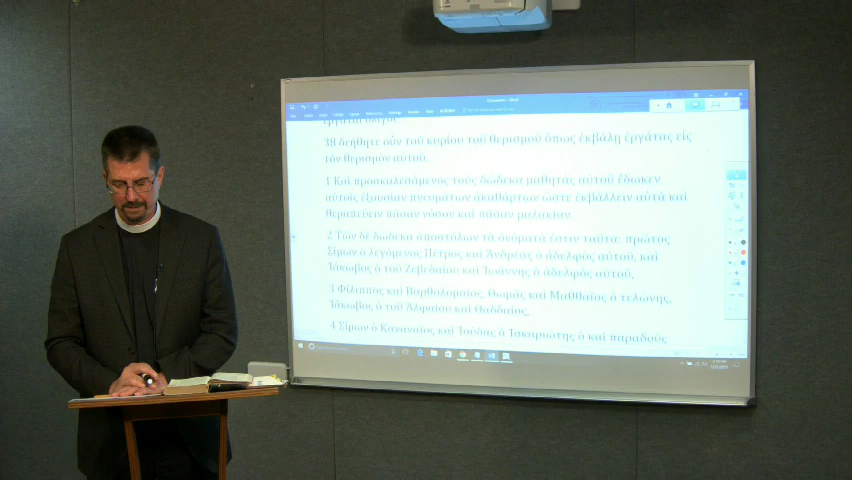 ἐργάται ὀλίγοι
38 δεήθητε οὖν τοῦ κυρίου τοῦ θερισμοῦ ὅπως ἐκβάλῃ ἐργάτας εἰς
τὸν θερισμὸν αὐτοῦ.
1 Καὶ προσκαλεσάμενος τοὺς δώδεκα μαθητὰς αὐτοῦ ἔδωκεν
αὐτοῖς ἐξουσίαν πνευμάτων ἀκαθάρτων ὥστε ἐκβάλλειν αὐτὰ καὶ
θεραπεύειν πᾶσαν νόσον καὶ πᾶσαν μαλακίαν.
2 Τῶν δὲ δώδεκα ἀποστόλων τὰ ὀνόματά ἐστιν ταῦτα· πρῶτος
Σίμων ὁ λεγόμενος Πέτρος καὶ Ἀνδρέας ὁ ἀδελφὸς αὐτοῦ, καὶ
Ἰάκωβος ὁ τοῦ Ζεβεδαίου καὶ Ἰωάννης ὁ ἀδελφὸς αὐτοῦ,
3 Φίλιππος καὶ Βαρθολομαῖος, Θωμᾶς καὶ Μαθθαῖος ὁ τελώνης,
Ἰάκωβος ὁ τοῦ Ἁλφαίου καὶ Θαδδαῖος,
4 Σίμων ὁ Καναναῖος καὶ Ἰούδας ὁ Ἰσκαριώτης ὁ καὶ παραδοὺς